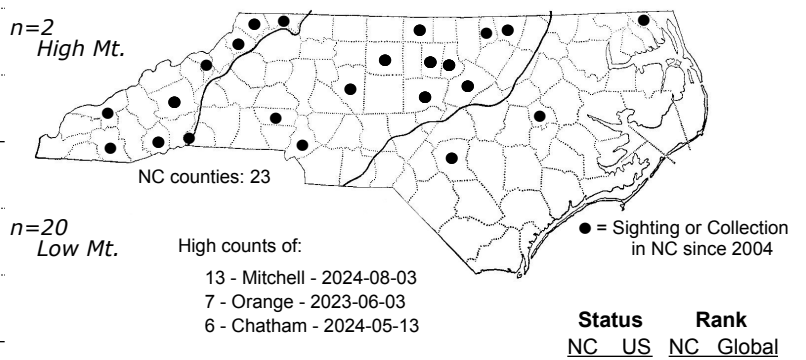 n=2
High Mt.
NC counties: 23
n=20
Low Mt.
● = Sighting or Collection
in NC since 2004
High counts of:
13 - Mitchell - 2024-08-03
7 - Orange - 2023-06-03
6 - Chatham - 2024-05-13
Status Rank
NC US NC Global